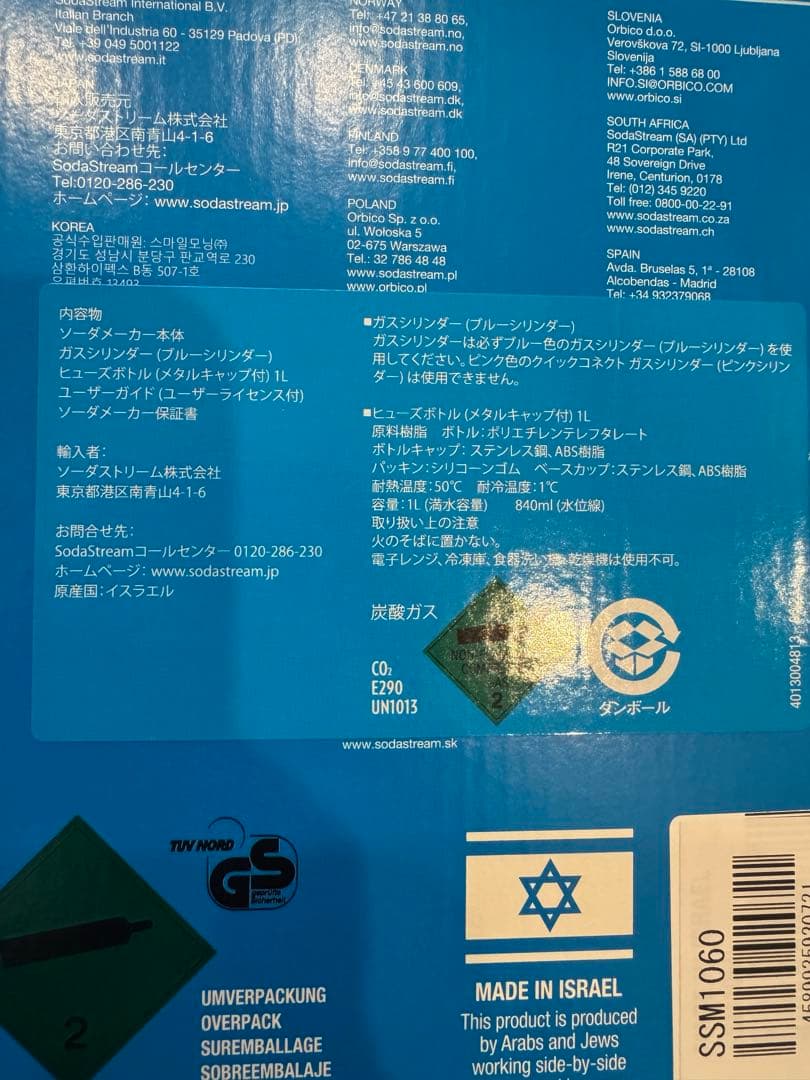 SodaStream International B.V.
Italian Branch
Viale dell'Industria 60 - 35129 Padova (PD)
Tel. +39 049 5001122
www.sodastream.it
JAPAN
ソーダストリーム株式会社
東京都港区南青山4-1-6
お問い合わせ先：
SodaStreamコールセンター
Tel:0120-286-230
ホームページ：www.sodastream.jp
KOREA
공식수입판매원: 스마일모닝㈜
경기도 성남시 분당구 판교역로 230
삼환하이펙스 B동 507-1호
우편번호 13493
NORWAY
Tel: +47 21 38 80 65,
info@sodastream.no,
www.sodastream.no
DENMARK
Tel: +45 43 600 609,
info@sodastream.dk,
www.sodastream.dk
FINLAND
Tel: +358 9 77 400 100,
info@sodastream.fi,
www.sodastream.fi
POLAND
Orbico Sp. z o.o.
ul. Wołoska 5
02-675 Warszawa
Tel.: 32 786 48 48
www.sodastream.pl
www.orbico.pl
SLOVENIA
Orbico d.o.o.
Verovškova 72, SI-1000 Ljubljana
Slovenija
Tel: +386 1 588 68 00
INFO.SI@ORBICO.COM
www.orbico.si
SOUTH AFRICA
SodaStream (SA) (PTY) Ltd
R21 Corporate Park,
48 Sovereign Drive
Irene, Centurion, 0178
Tel: (012) 345 9220
Toll free: 0800-00-22-91
www.sodastream.co.za
www.sodastream.ch
SPAIN
Avda. Bruselas 5, 1ª - 28108
Alcobendas - Madrid
Tel: +34 932379068
内容物
ソーダメーカー本体
ガスシリンダー (ブルーシリンダー)
ヒューズボトル (メタルキャップ付) 1L
ユーザーガイド (ユーザーライセンス付)
ソーダメーカー保証書
輸入者：
ソーダストリーム株式会社
東京都港区南青山4-1-6
お問合せ先：
SodaStreamコールセンター 0120-286-230
ホームページ：www.sodastream.jp
原産国：イスラエル
■ガスシリンダー (ブルーシリンダー)
ガスシリンダーは必ずブルー色のガスシリンダー (ブルーシリンダー) を使
用してください。ピンク色のクイックコネクト ガスシリンダー (ピンクシリン
ダー) は使用できません。
■ヒューズボトル (メタルキャップ付) 1L
原料樹脂 ボトル：ポリエチレンテレフタレート
ボトルキャップ：ステンレス鋼、ABS樹脂
パッキン：シリコーンゴム ベースカップ：ステンレス鋼、ABS樹脂
耐熱温度：50℃ 耐冷温度：1℃
容量：1L (満水容量) 840ml (水位線)
取り扱い上の注意
火のそばに置かない。
電子レンジ、冷凍庫、食器洗い機、乾燥機は使用不可。
炭酸ガス
CO₂
E290
UN1013
2
ダンボール
4013004813
www.sodastream.sk
2
TUV NORD
GS
geprüfte
Sicherheit
UMVERPACKUNG
OVERPACK
SUREMBALLAGE
SOBREEMBALAJE
MADE IN ISRAEL
This product is produced
by Arabs and Jews
working side-by-side
SSM1060